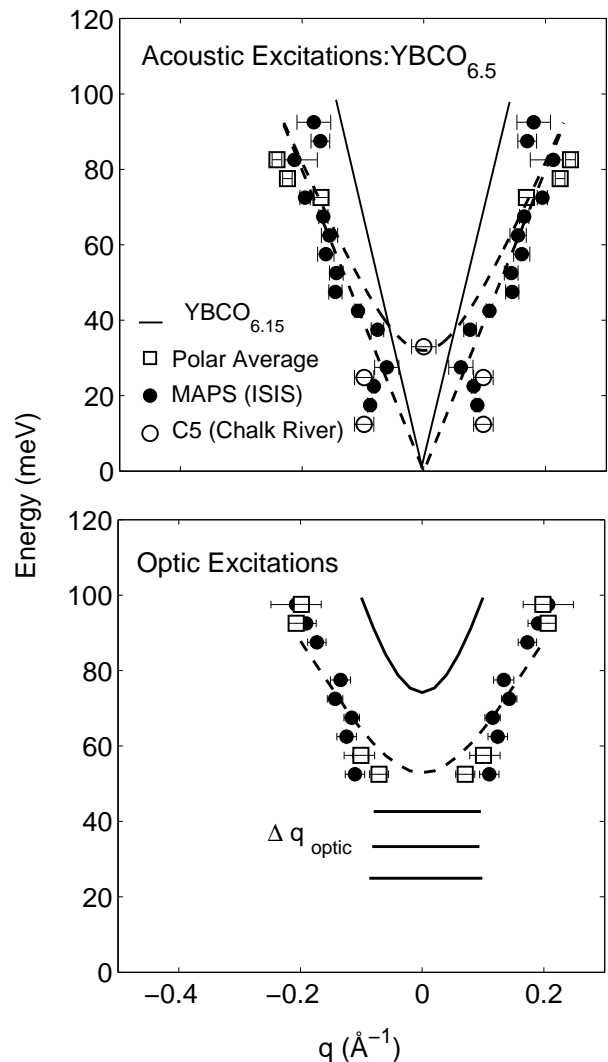 120
Acoustic Excitations:YBCO6.5
100
80
60
40
20
0
YBCO6.15
Polar Average
MAPS (ISIS)
C5 (Chalk River)
Energy (meV)
120
Optic Excitations
100
80
60
40
20
0
Δ q optic
−0.4
−0.2
0
0.2
q (Å−1)